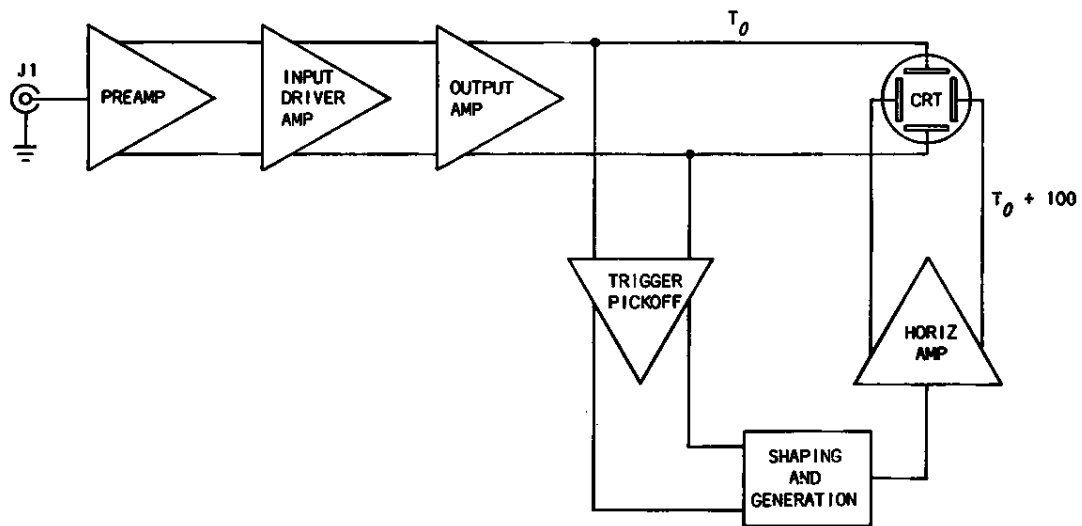 T0
J1
PREAMP
INPUT
DRIVER
AMP
OUTPUT
AMP
CRT
T0 + 100
TRIGGER
PICKOFF
HORIZ
AMP
SHAPING
AND
GENERATION